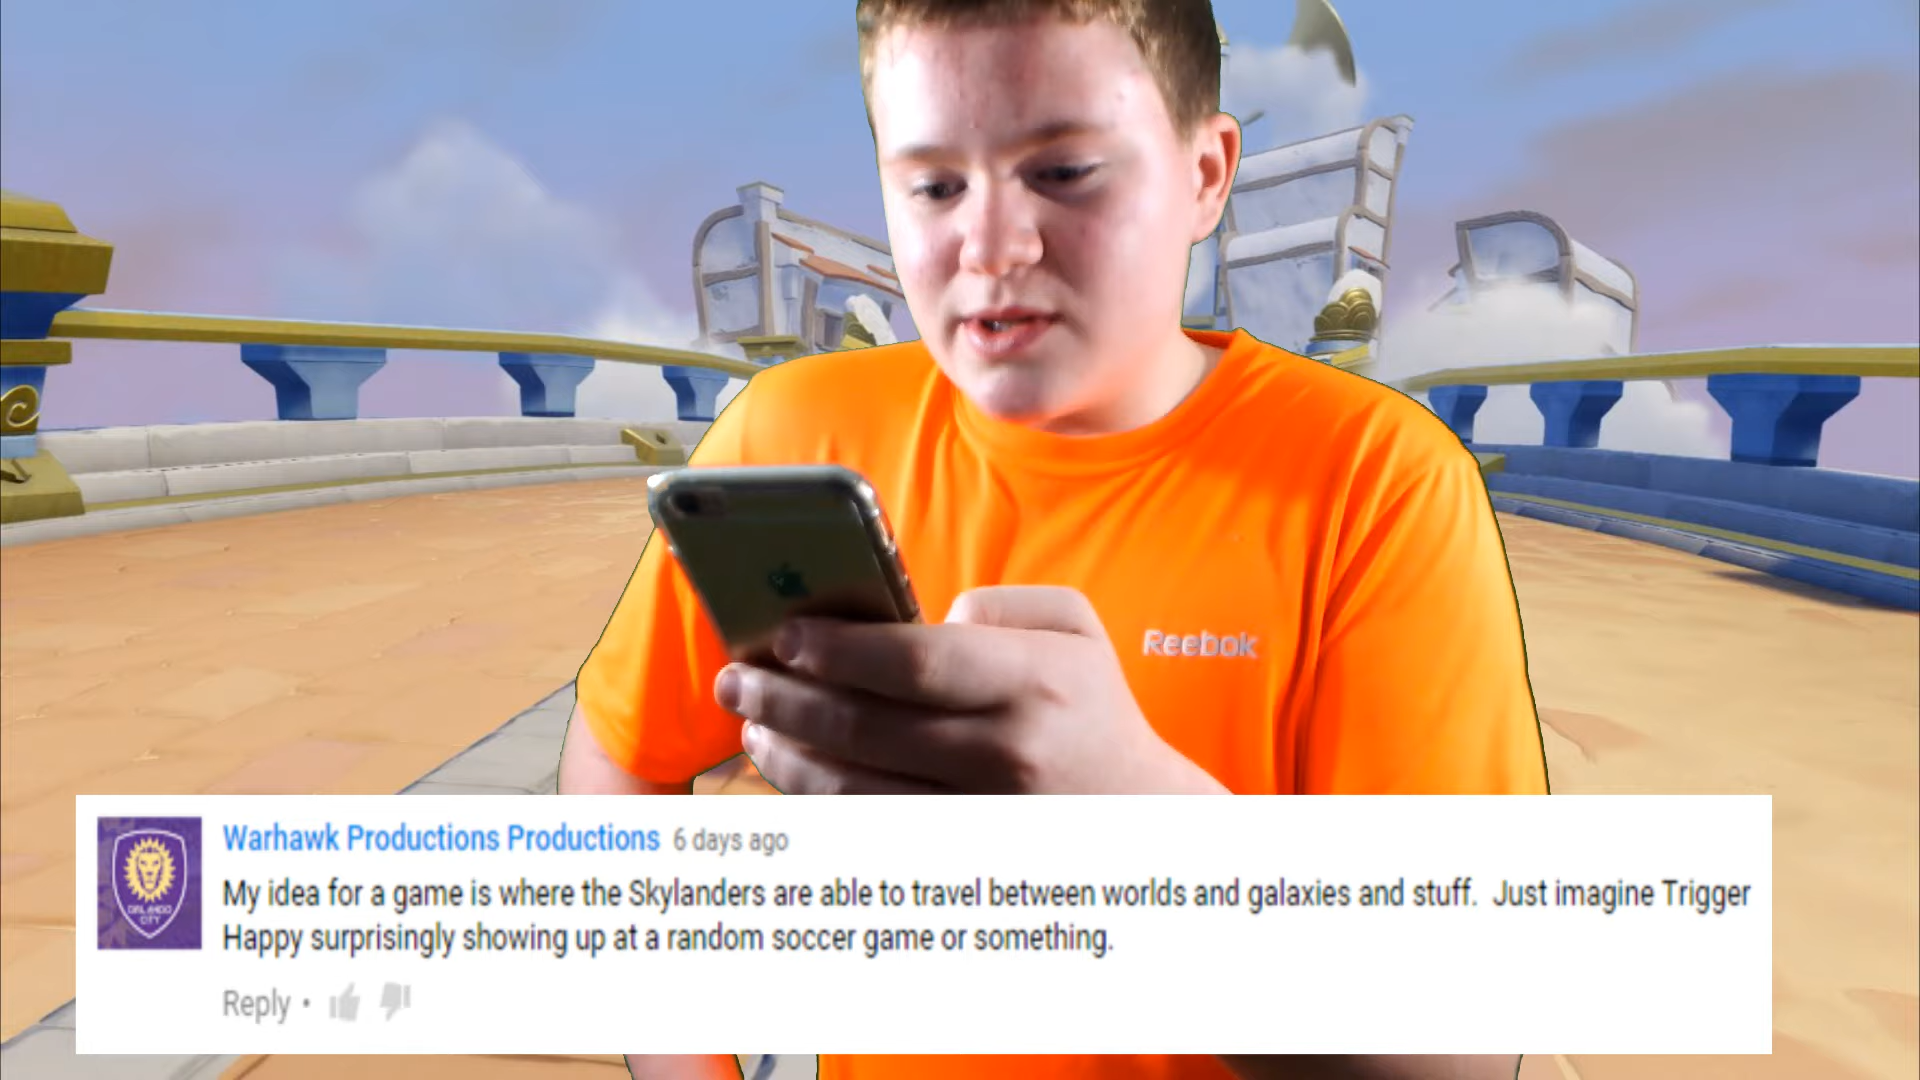 Reebok
Warhawk Productions Productions 6 days ago
My idea for a game is where the Skylanders are able to travel between worlds and galaxies and stuff.  Just imagine Trigger
Happy surprisingly showing up at a random soccer game or something.
ORLANDO
CITY
Reply •